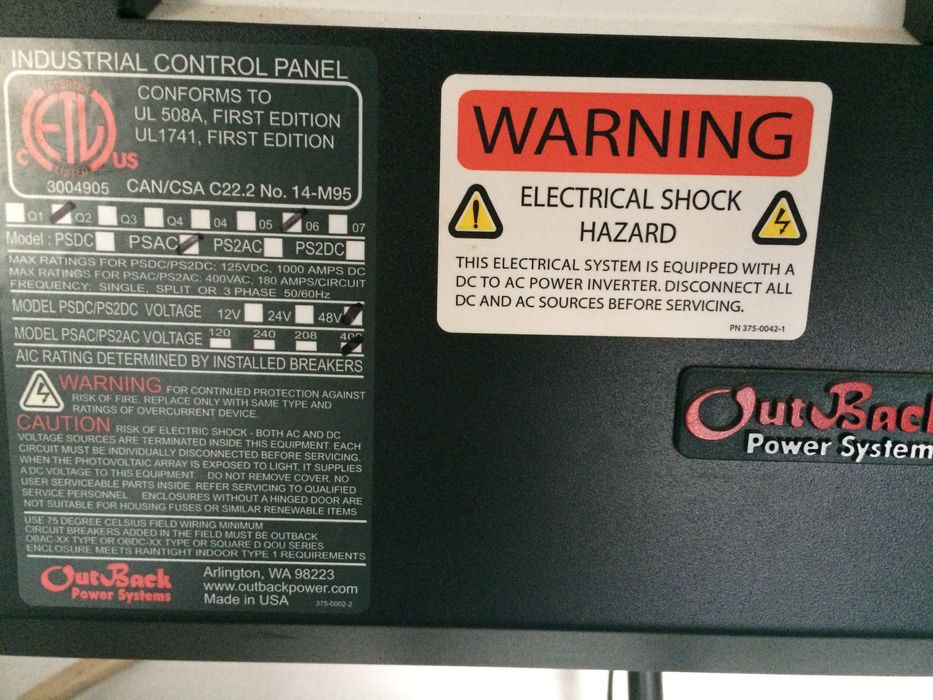 INDUSTRIAL CONTROL PANEL
INTERTEK
ETL
C US
LISTED
CONFORMS TO
UL 508A, FIRST EDITION
UL1741, FIRST EDITION
3004905 CAN/CSA C22.2 No. 14-M95
Q1 Q2 Q3 Q4 04 05 06 07
Model : PSDC PSAC PS2AC PS2DC
MAX RATINGS FOR PSDC/PS2DC: 125VDC, 1000 AMPS DC
MAX RATINGS FOR PSAC/PS2AC: 400VAC, 180 AMPS/CIRCUIT
FREQUENCY: SINGLE, SPLIT OR 3 PHASE 50/60Hz
MODEL PSDC/PS2DC VOLTAGE 12V 24V 48V
MODEL PSAC/PS2AC VOLTAGE 120 240 208 400
AIC RATING DETERMINED BY INSTALLED BREAKERS
WARNING FOR CONTINUED PROTECTION AGAINST
RISK OF FIRE. REPLACE ONLY WITH SAME TYPE AND
RATINGS OF OVERCURRENT DEVICE.
CAUTION RISK OF ELECTRIC SHOCK - BOTH AC AND DC
VOLTAGE SOURCES ARE TERMINATED INSIDE THIS EQUIPMENT. EACH
CIRCUIT MUST BE INDIVIDUALLY DISCONNECTED BEFORE SERVICING.
WHEN THE PHOTOVOLTAIC ARRAY IS EXPOSED TO LIGHT, IT SUPPLIES
A DC VOLTAGE TO THIS EQUIPMENT. DO NOT REMOVE COVER. NO
USER SERVICEABLE PARTS INSIDE. REFER SERVICING TO QUALIFIED
SERVICE PERSONNEL. ENCLOSURES WITHOUT A HINGED DOOR ARE
NOT SUITABLE FOR HOUSING FUSES OR SIMILAR RENEWABLE ITEMS
USE 75 DEGREE CELSIUS FIELD WIRING MINIMUM
CIRCUIT BREAKERS ADDED IN THE FIELD MUST BE OUTBACK
OBAC-XX TYPE OR OBDC-XX TYPE OR SQUARE D QOU SERIES
ENCLOSURE MEETS RAINTIGHT INDOOR TYPE 1 REQUIREMENTS
OutBack
Power Systems
Arlington, WA 98223
www.outbackpower.com
Made in USA
375-0002-2
WARNING
ELECTRICAL SHOCK
HAZARD
THIS ELECTRICAL SYSTEM IS EQUIPPED WITH A
DC TO AC POWER INVERTER. DISCONNECT ALL
DC AND AC SOURCES BEFORE SERVICING.
PN 375-0042-1
OutBack
Power System